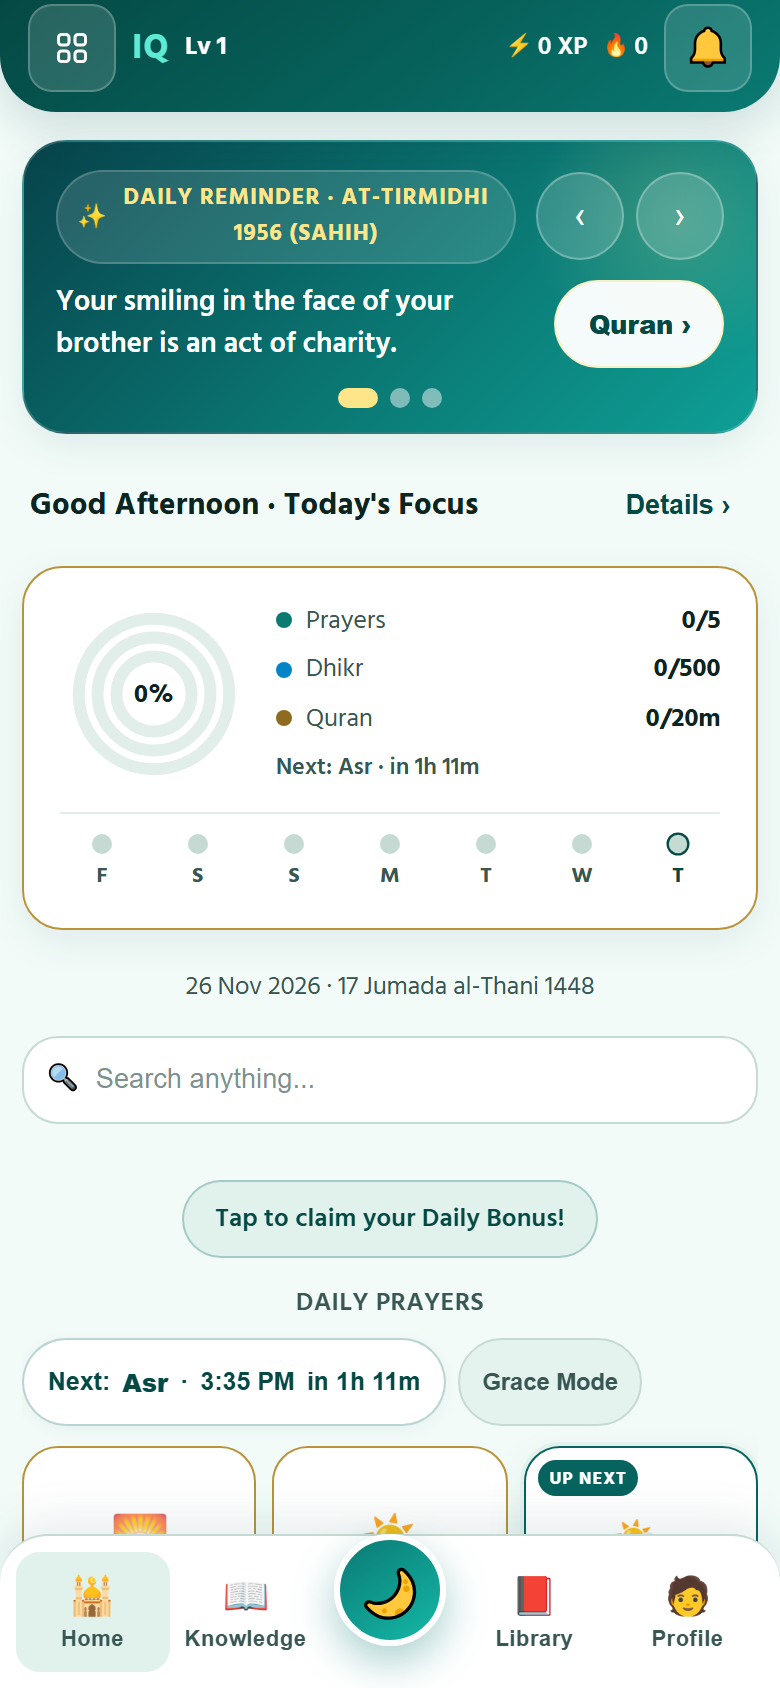 IQ Lv 1 ⚡ 0 XP 🔥 0
✨ DAILY REMINDER · AT-TIRMIDHI
1956 (SAHIH)
‹ ›
Your smiling in the face of your
brother is an act of charity.
Quran ›
Good Afternoon · Today's Focus
Details ›
0%
Prayers 0/5
Dhikr 0/500
Quran 0/20m
Next: Asr · in 1h 11m
F S S M T W T
26 Nov 2026 · 17 Jumada al-Thani 1448
Search anything...
Tap to claim your Daily Bonus!
DAILY PRAYERS
Next: Asr · 3:35 PM in 1h 11m
Grace Mode
UP NEXT
Home Knowledge Library Profile